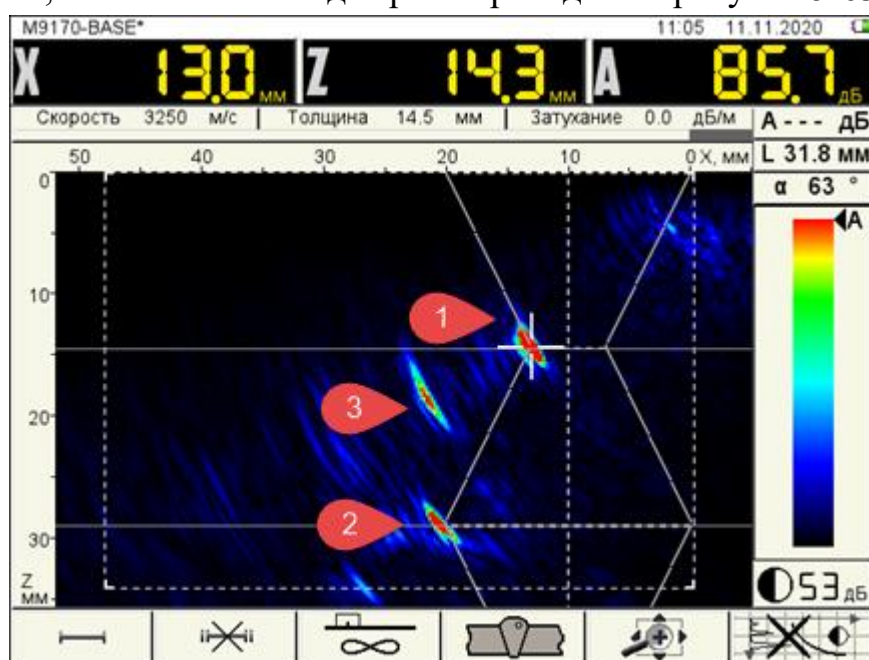 M9170-BASE* 11:05 11.11.2020
X 13.0 мм Z 14.3 мм A 85.7 дБ
Скорость 3250 м/с Толщина 14.5 мм Затухание 0.0 дБ/м A - - - дБ
50 40 30 20 10 0 X, мм L 31.8 мм
0 α 63 °
A
10
1
3
20
2
30
Z
мм
53 дБ